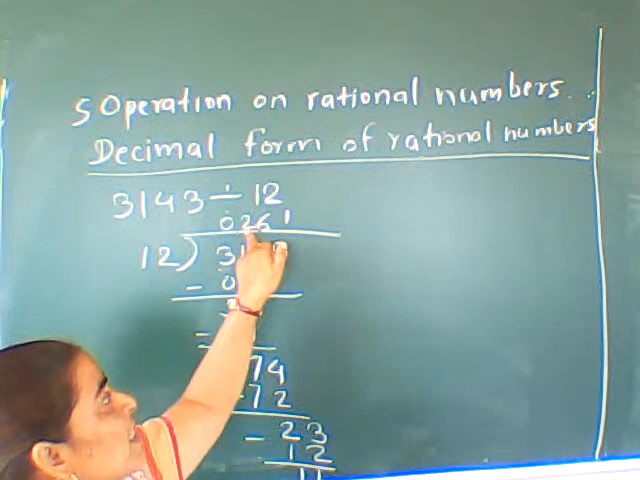 5 Operation on rational numbers.
Decimal form of rational numbers
3143 ÷ 12
0261
12) 31
- 0
74
- 72
- 23
12
11